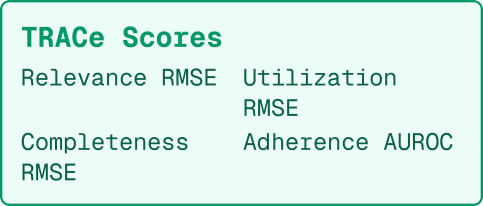 TRACe Scores
Relevance RMSE
Utilization
RMSE
Completeness
RMSE
Adherence AUROC